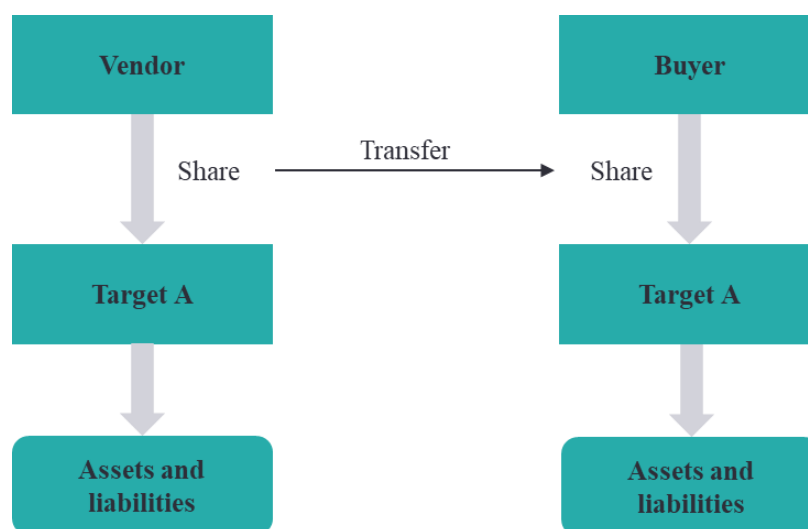 Vendor
Buyer
Transfer
Share
Share
Target A
Target A
Assets and
liabilities
Assets and
liabilities